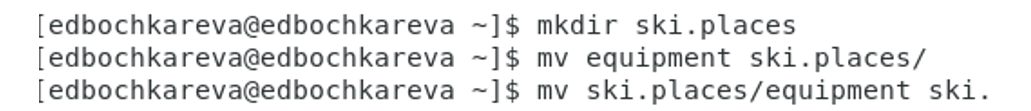 [edbochkareva@edbochkareva ~]$ mkdir ski.places
[edbochkareva@edbochkareva ~]$ mv equipment ski.places/
[edbochkareva@edbochkareva ~]$ mv ski.places/equipment ski.